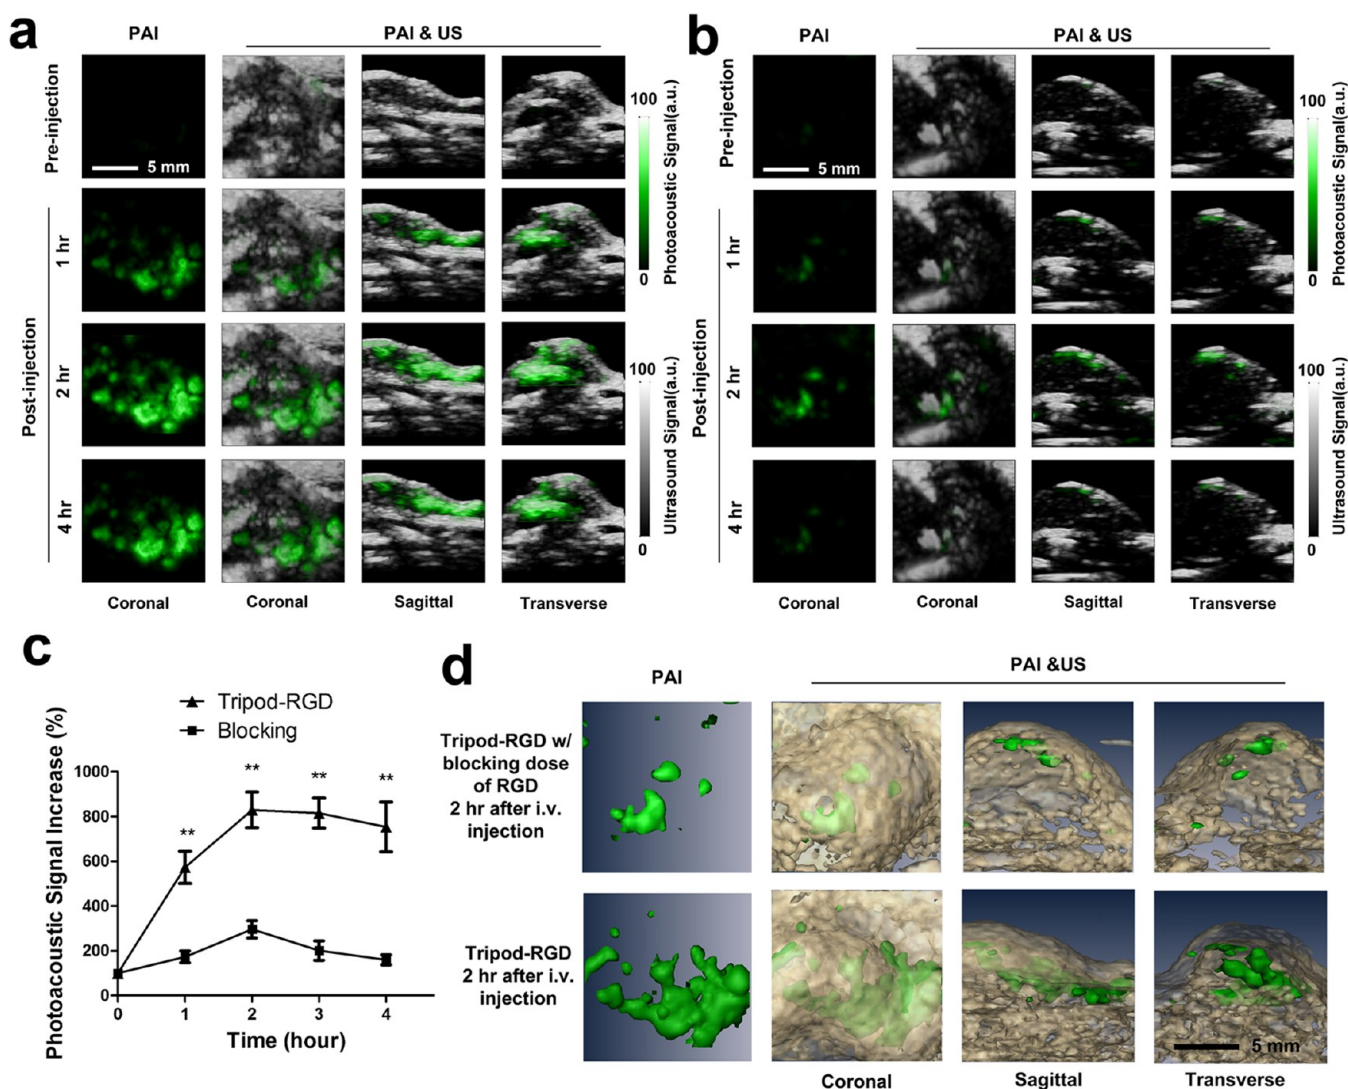 a
PAI
PAI & US
Pre-injection
5 mm
Post-injection
1 hr
2 hr
4 hr
100
Photoacoustic Signal(a.u.)
0
100
Ultrasound Signal(a.u.)
0
Coronal
Coronal
Sagittal
Transverse
b
PAI
PAI & US
Pre-injection
5 mm
Post-injection
1 hr
2 hr
4 hr
100
Photoacoustic Signal(a.u.)
0
100
Ultrasound Signal(a.u.)
0
Coronal
Coronal
Sagittal
Transverse
c
Tripod-RGD
Blocking
Photoacoustic Signal Increase (%)
1000
800
600
400
200
0
**
**
**
**
0 1 2 3 4
Time (hour)
d
PAI
PAI &US
Tripod-RGD w/
blocking dose
of RGD
2 hr after i.v.
injection
Tripod-RGD
2 hr after i.v.
injection
5 mm
Coronal
Sagittal
Transverse